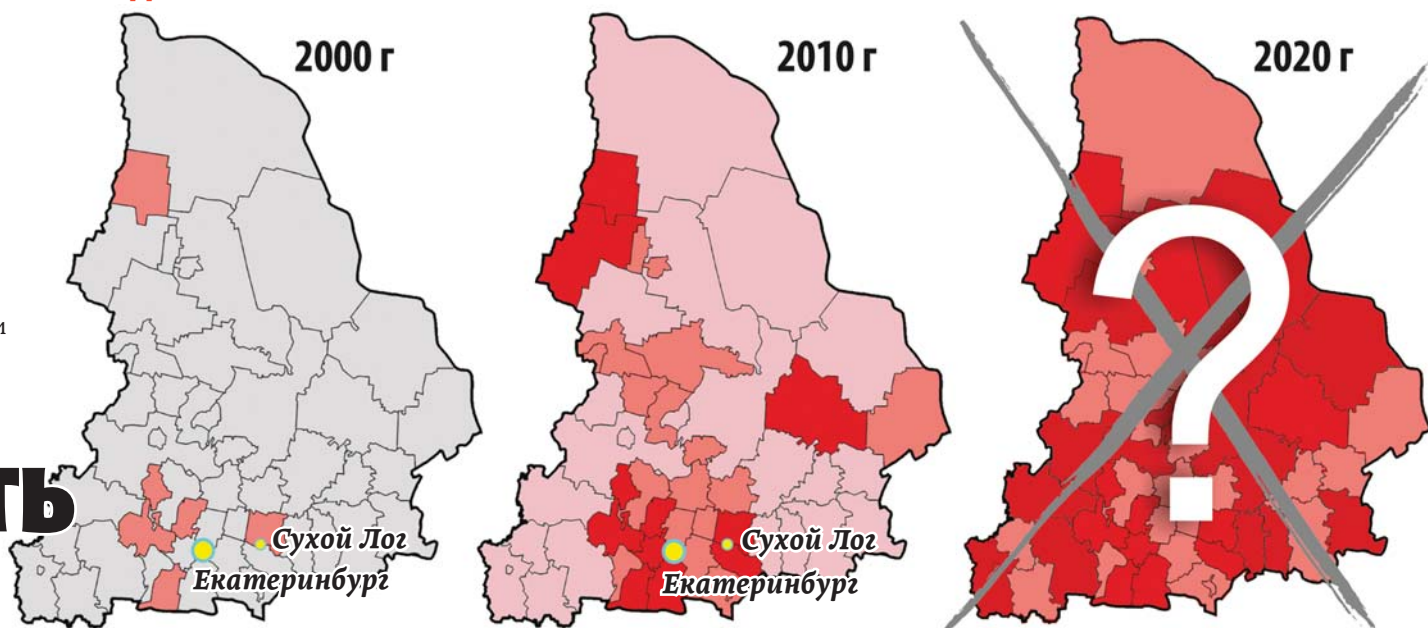 2000 г
2010 г
2020 г
и
ть
Сухой Лог
Екатеринбург
Сухой Лог
Екатеринбург
?